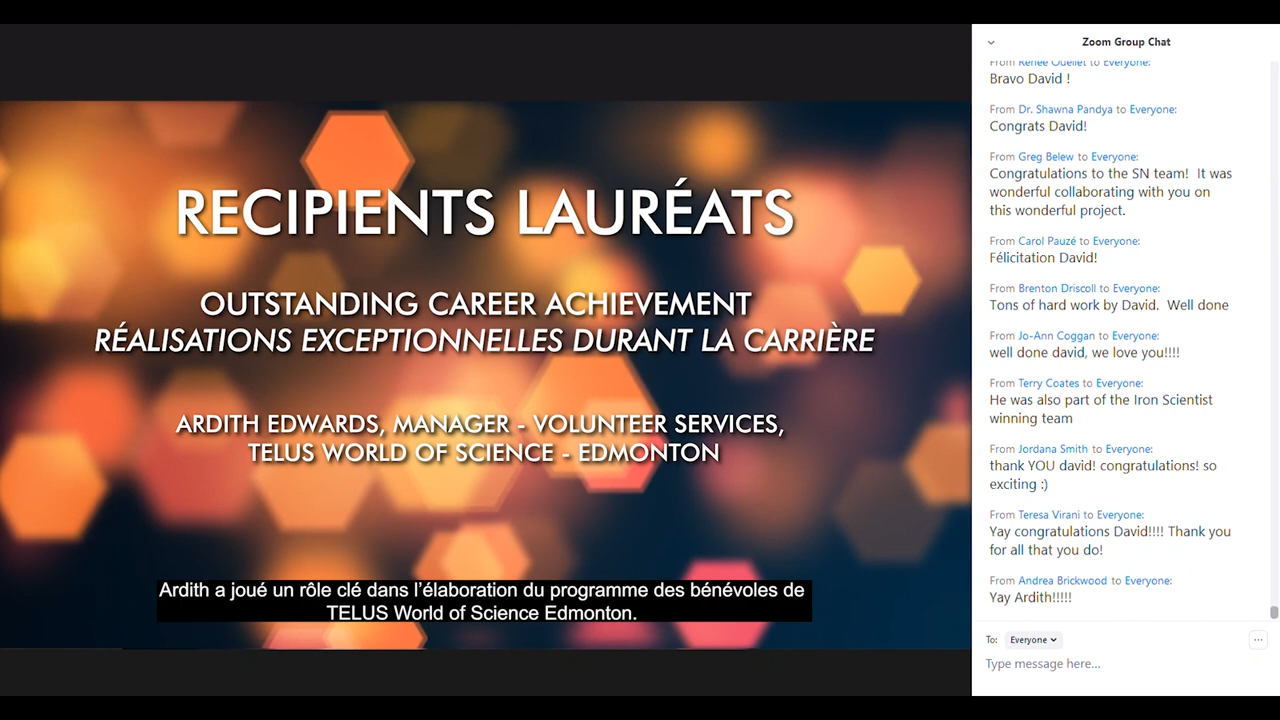 RECIPIENTS LAURÉATS
OUTSTANDING CAREER ACHIEVEMENT
RÉALISATIONS EXCEPTIONNELLES DURANT LA CARRIÈRE
ARDITH EDWARDS, MANAGER - VOLUNTEER SERVICES,
TELUS WORLD OF SCIENCE - EDMONTON
Ardith a joué un rôle clé dans l’élaboration du programme des bénévoles de
TELUS World of Science Edmonton.
Zoom Group Chat
From Renée Ouellet to Everyone:
Bravo David !
From Dr. Shawna Pandya to Everyone:
Congrats David!
From Greg Belew to Everyone:
Congratulations to the SN team!  It was
wonderful collaborating with you on
this wonderful project.
From Carol Pauzé to Everyone:
Félicitation David!
From Brenton Driscoll to Everyone:
Tons of hard work by David.  Well done
From Jo-Ann Coggan to Everyone:
well done david, we love you!!!!
From Terry Coates to Everyone:
He was also part of the Iron Scientist
winning team
From Jordana Smith to Everyone:
thank YOU david! congratulations! so
exciting :)
From Teresa Virani to Everyone:
Yay congratulations David!!!! Thank you
for all that you do!
From Andrea Brickwood to Everyone:
Yay Ardith!!!!!
To: Everyone
Type message here...